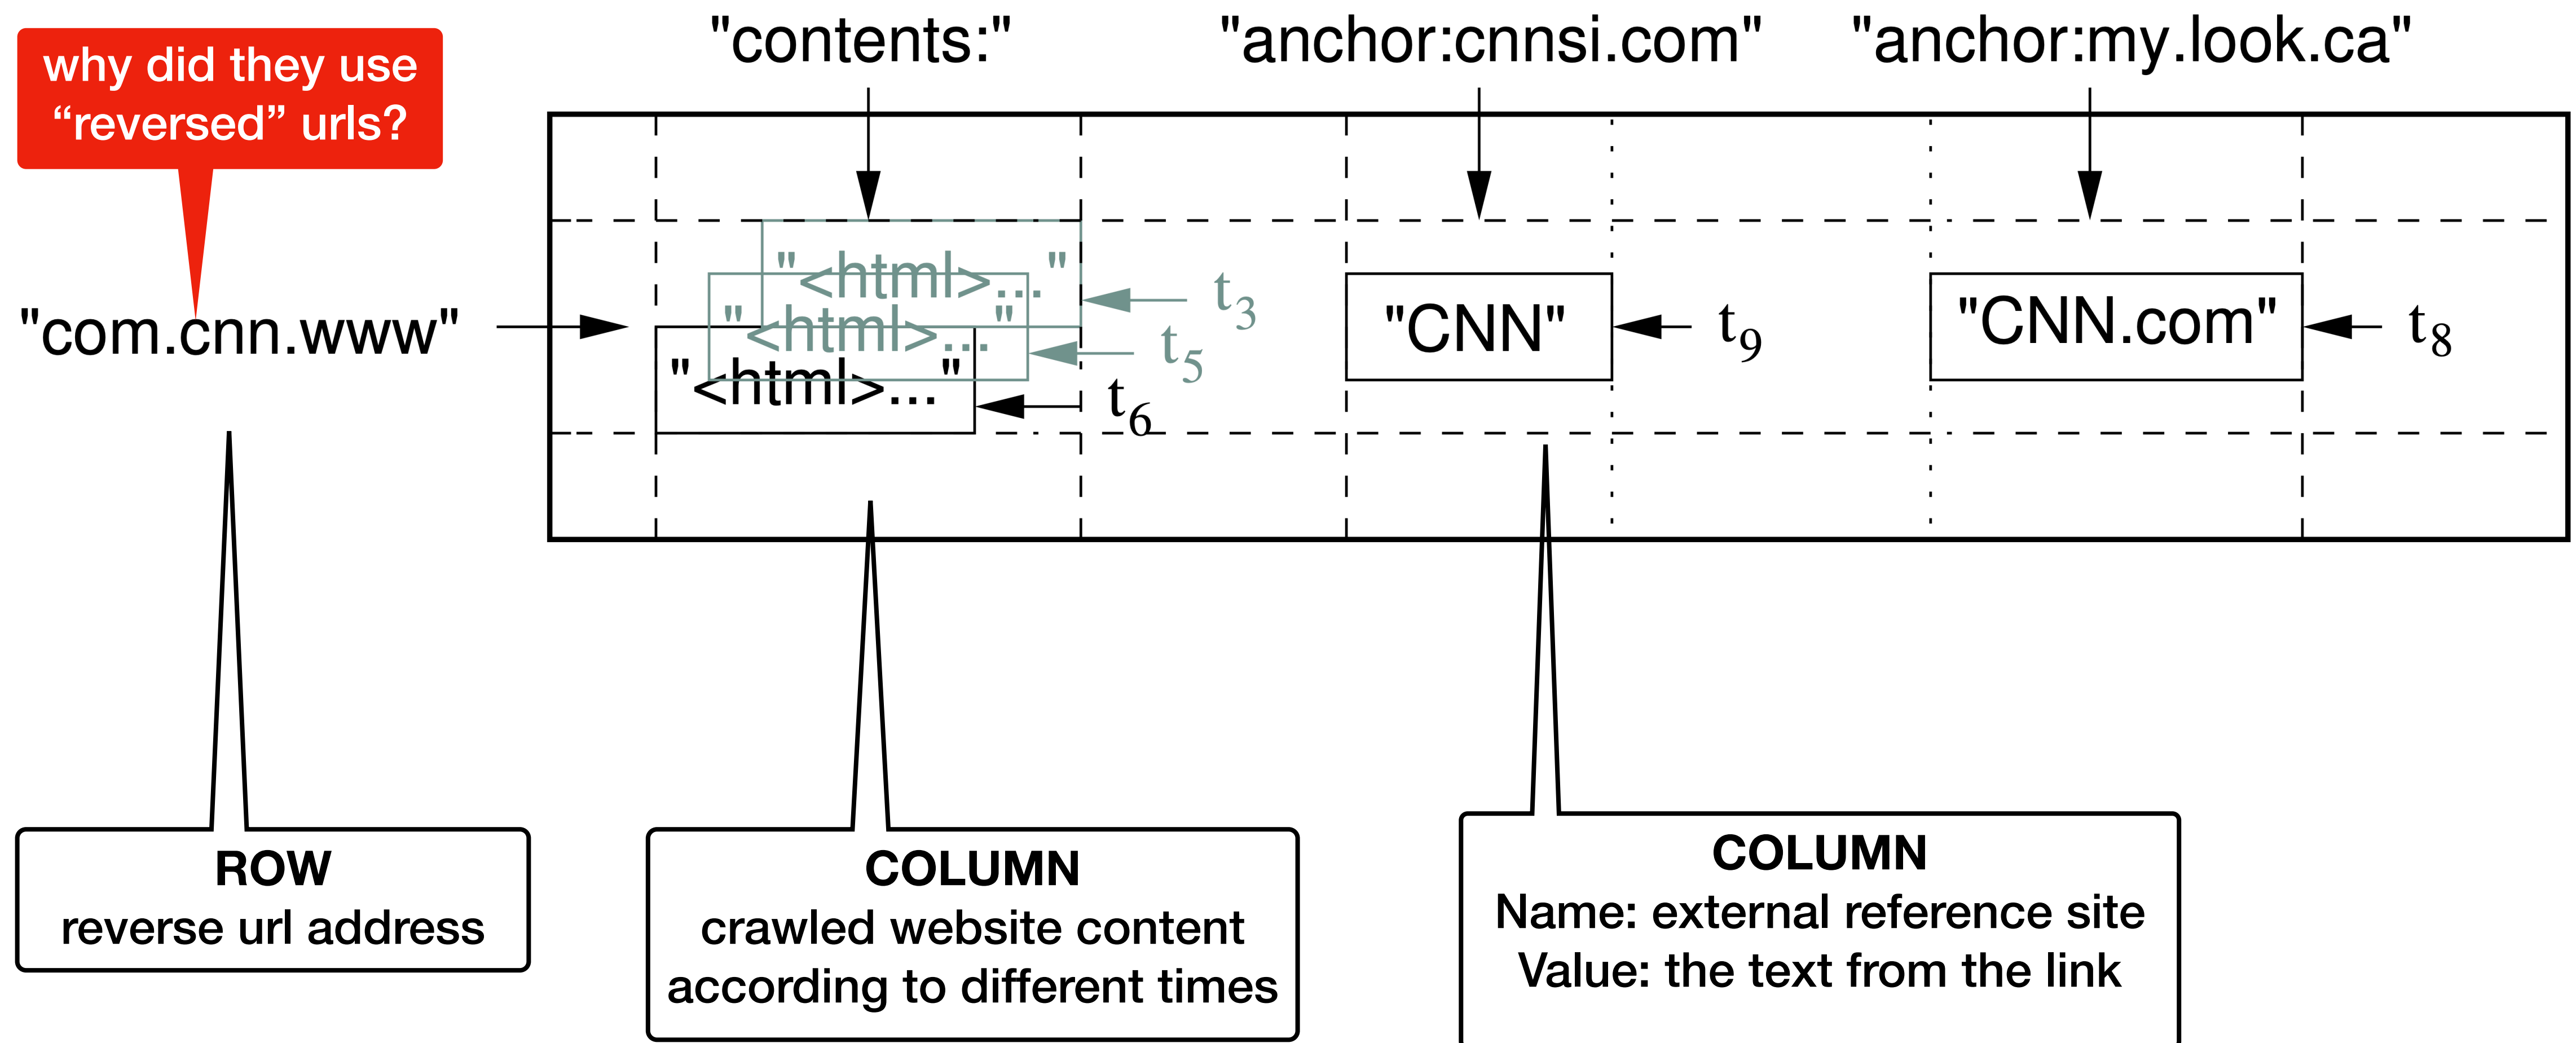 "contents:" "anchor:cnnsi.com" "anchor:my.look.ca"
why did they use
“reversed” urls?
"com.cnn.www"
"<html>..." t3
"<html>..." t5
"<html>..." t6
"CNN" t9
"CNN.com" t8
ROW
reverse url address
COLUMN
crawled website content
according to different times
COLUMN
Name: external reference site
Value: the text from the link